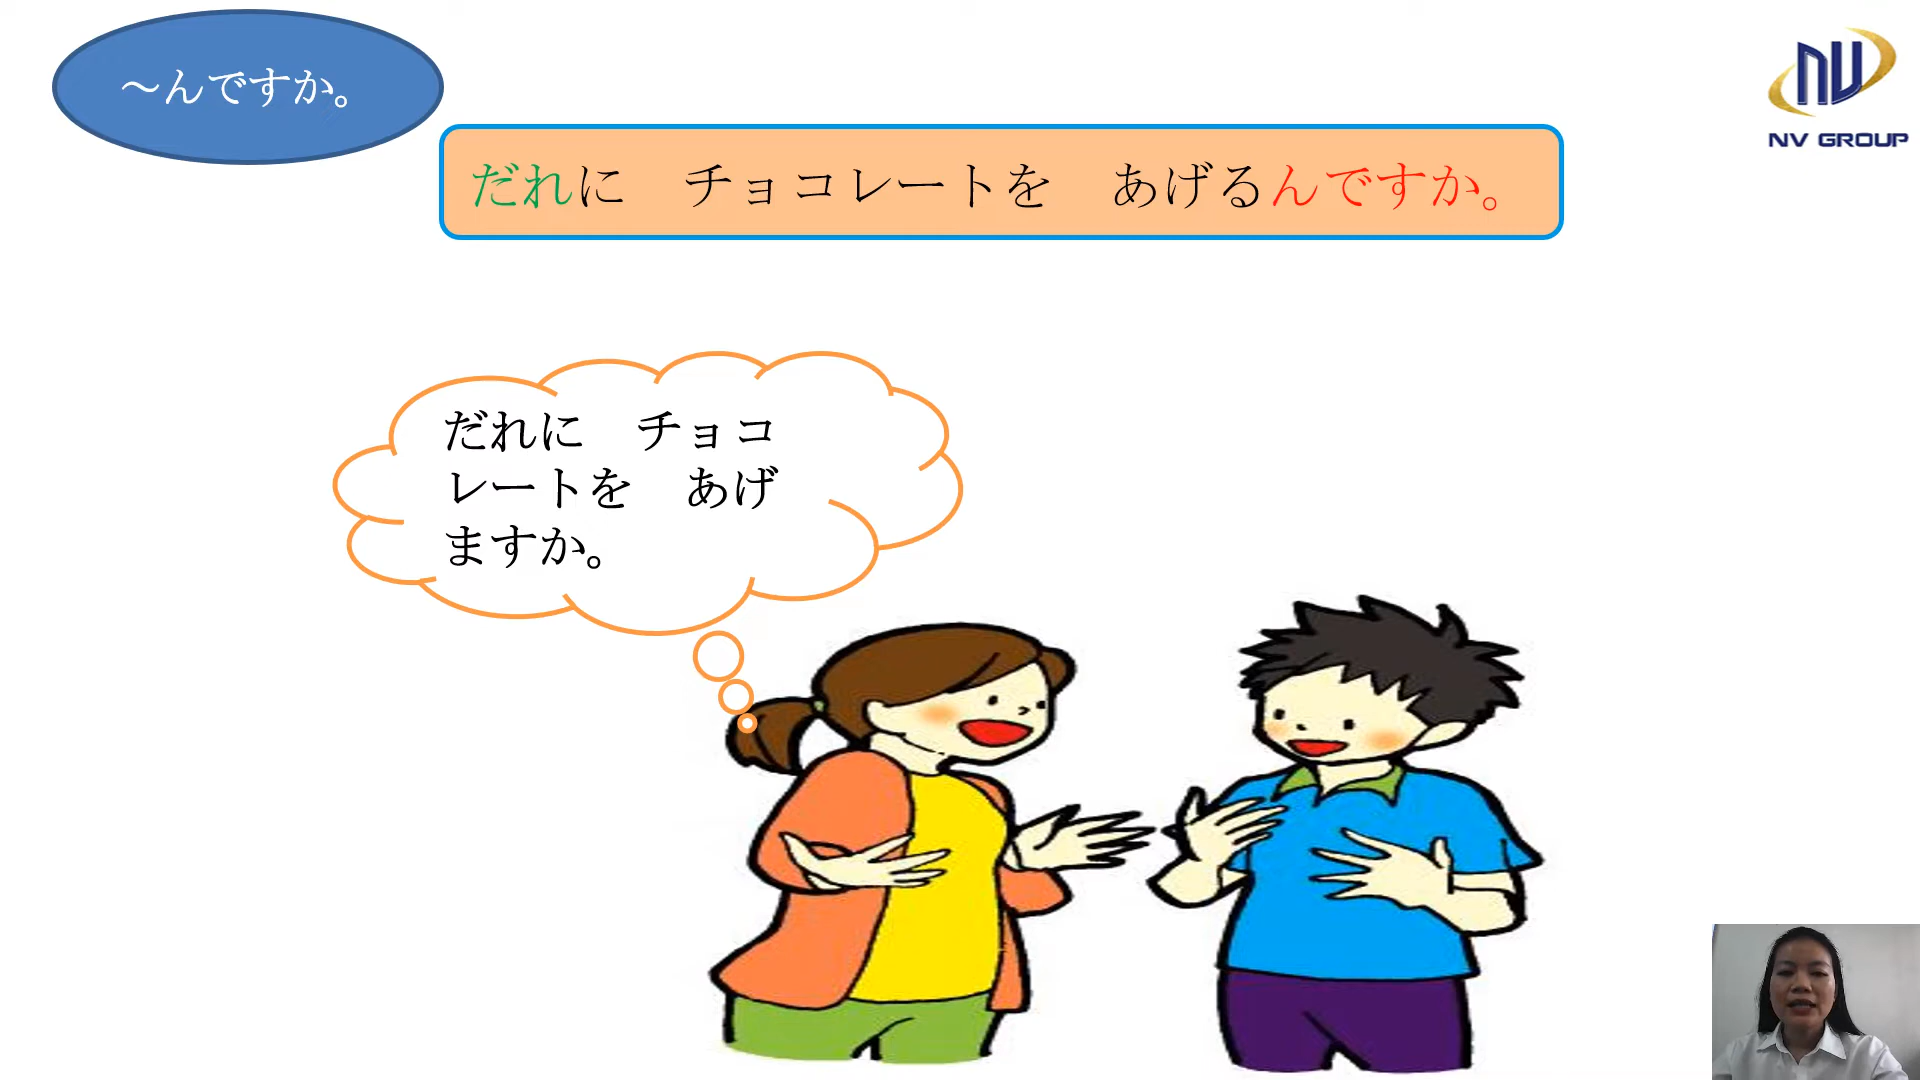 ～んですか。
NV GROUP
だれに　チョコレートを　あげるんですか。
だれに　チョコ
レートを　あげ
ますか。